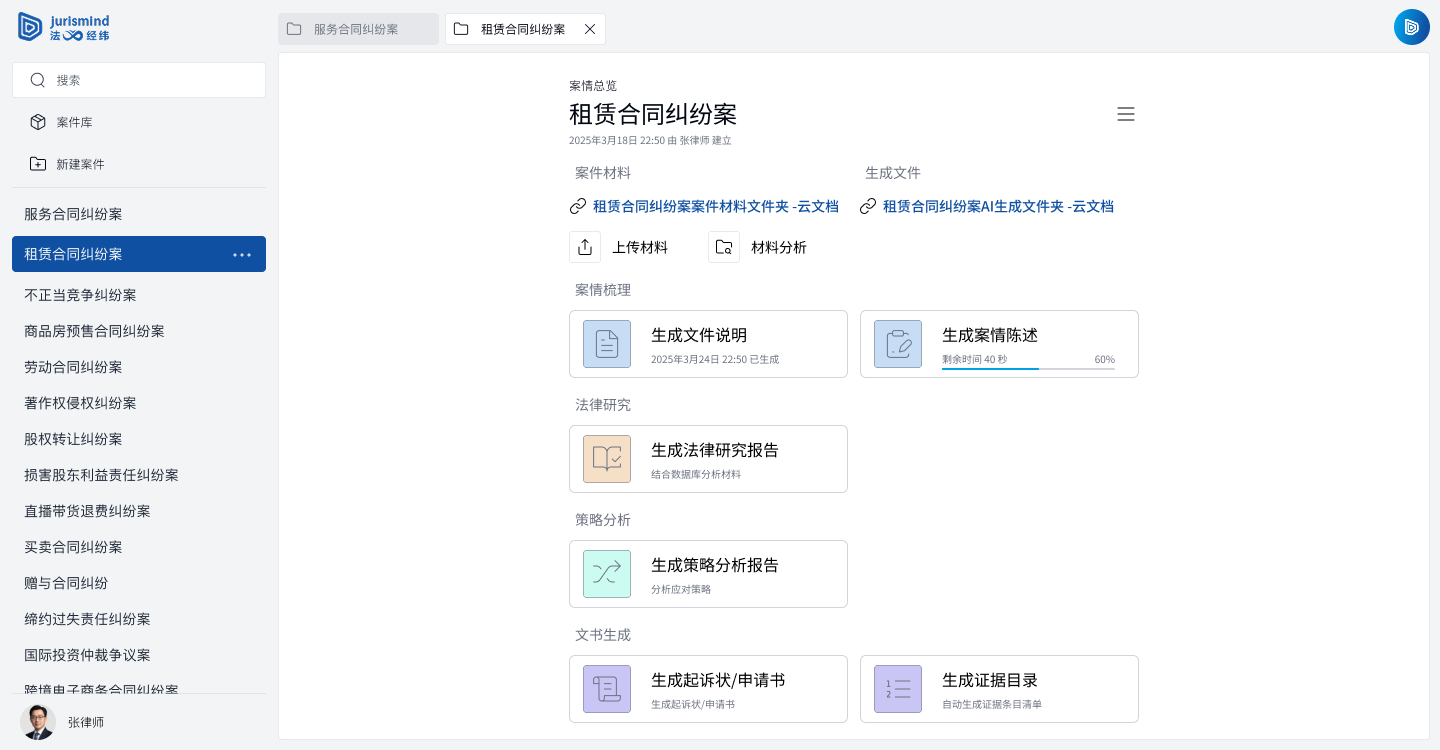 jurismind
法 经纬
服务合同纠纷案
租赁合同纠纷案
搜索
案件库
新建案件
服务合同纠纷案
租赁合同纠纷案
不正当竞争纠纷案
商品房预售合同纠纷案
劳动合同纠纷案
著作权侵权纠纷案
股权转让纠纷案
损害股东利益责任纠纷案
直播带货退费纠纷案
买卖合同纠纷案
赠与合同纠纷
缔约过失责任纠纷案
国际投资仲裁争议案
跨境电子商务合同纠纷案
张律师
案情总览
租赁合同纠纷案
2025年3月18日 22:50 由 张律师 建立
案件材料
生成文件
租赁合同纠纷案案件材料文件夹 -云文档
租赁合同纠纷案AI生成文件夹 -云文档
上传材料
材料分析
案情梳理
生成文件说明
2025年3月24日 22:50 已生成
生成案情陈述
剩余时间 40 秒
60%
法律研究
生成法律研究报告
结合数据库分析材料
策略分析
生成策略分析报告
分析应对策略
文书生成
生成起诉状/申请书
生成起诉状/申请书
1
2
生成证据目录
自动生成证据条目清单